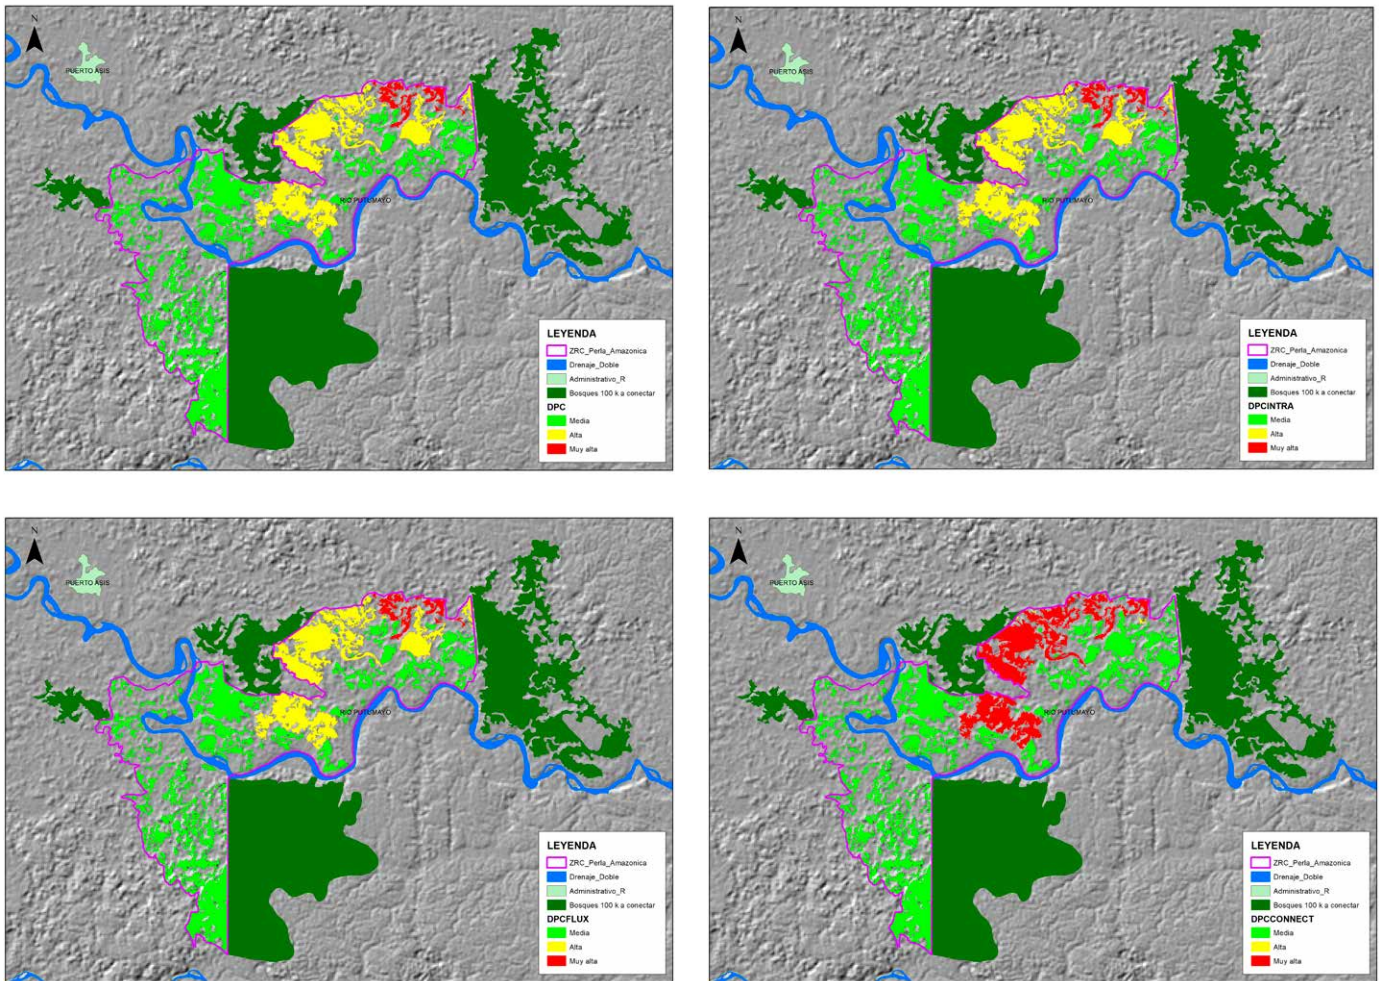 N
PUERTO ASIS
RIO PUTUMAYO
LEYENDA
ZRC_Perla_Amazonica
Drenaje_Doble
Administrativo_R
Bosques 100 k a conectar
DPC
Media
Alta
Muy alta
N
PUERTO ASIS
RIO PUTUMAYO
LEYENDA
ZRC_Perla_Amazonica
Drenaje_Doble
Administrativo_R
Bosques 100 k a conectar
DPCINTRA
Media
Alta
Muy alta
N
PUERTO ASIS
RIO PUTUMAYO
LEYENDA
ZRC_Perla_Amazonica
Drenaje_Doble
Administrativo_R
Bosques 100 k a conectar
DPCFLUX
Media
Alta
Muy alta
N
PUERTO ASIS
RIO PUTUMAYO
LEYENDA
ZRC_Perla_Amazonica
Drenaje_Doble
Administrativo_R
Bosques 100 k a conectar
DPCCONNECT
Media
Alta
Muy alta